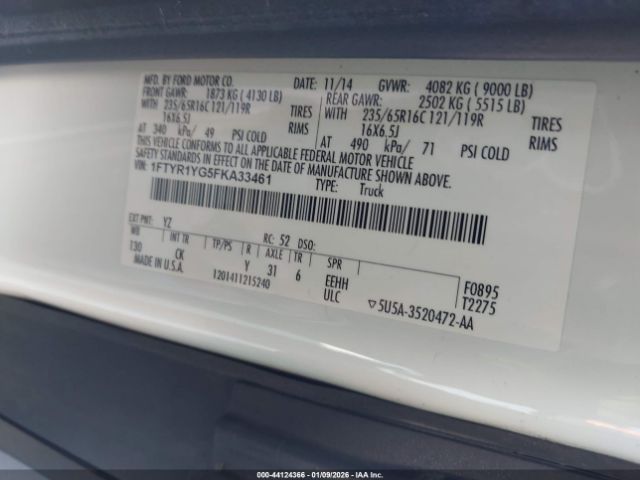 MFD. BY FORD MOTOR CO. DATE: 11/14 GVWR: 4082 KG ( 9000 LB)
FRONT GAWR: 1873 KG ( 4130 LB) REAR GAWR: 2502 KG ( 5515 LB)
WITH 235/65R16C 121/119R TIRES WITH 235/65R16C 121/119R TIRES
16X6.5J RIMS 16X6.5J RIMS
AT 340 kPa/ 49 PSI COLD AT 490 kPa/ 71 PSI COLD
THIS VEHICLE CONFORMS TO ALL APPLICABLE FEDERAL MOTOR VEHICLE
SAFETY STANDARDS IN EFFECT ON THE DATE OF MANUFACTURE SHOWN ABOVE.
VIN: 1FTYR1YG5FKA33461
TYPE: Truck
EXT PNT: YZ RC: 52 DSO:
WB INT TR TP/PS R AXLE TR SPR
130 CK Y 31 6 EEHH F0895
MADE IN U.S.A. 1201411215240 ULC T2275
▽5U5A-3520472-AA
000-44124366 01/09/2026 IAAI.COM